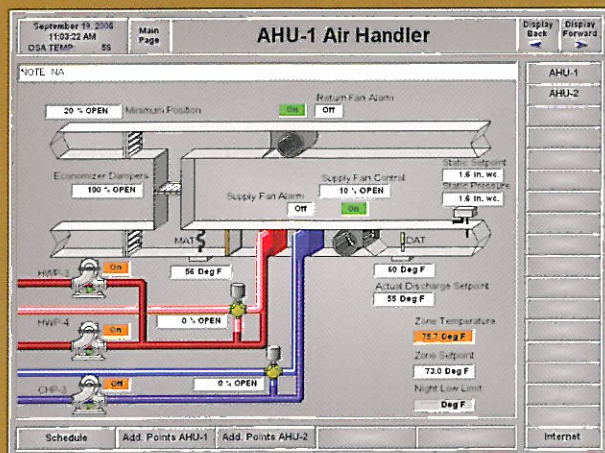 September 19, 2006
11:03:22 AM
OSA TEMP: 56
Main Page
AHU-1 Air Handler
Display Back
Display Forward
NOTE NA
AHU-1
AHU-2
20 % OPEN
Minimum Position
Return Fan Alarm
On
Off
Economizer Dampers
100 % OPEN
Supply Fan Control
10 % OPEN
Supply Fan Alarm
Off
On
Static Setpoint
1.6 in. wc.
Static Pressure
1.6 in. wc.
MAT
DAT
56 Deg F
60 Deg F
HWP-3
On
Actual Discharge Setpoint
55 Deg F
HWP-4
On
0 % OPEN
Zone Temperature
75.7 Deg F
Zone Setpoint
73.0 Deg F
CHP-3
Off
0 % OPEN
Night Low Limit
Deg F
Schedule
Add. Points AHU-1
Add. Points AHU-2
Internet